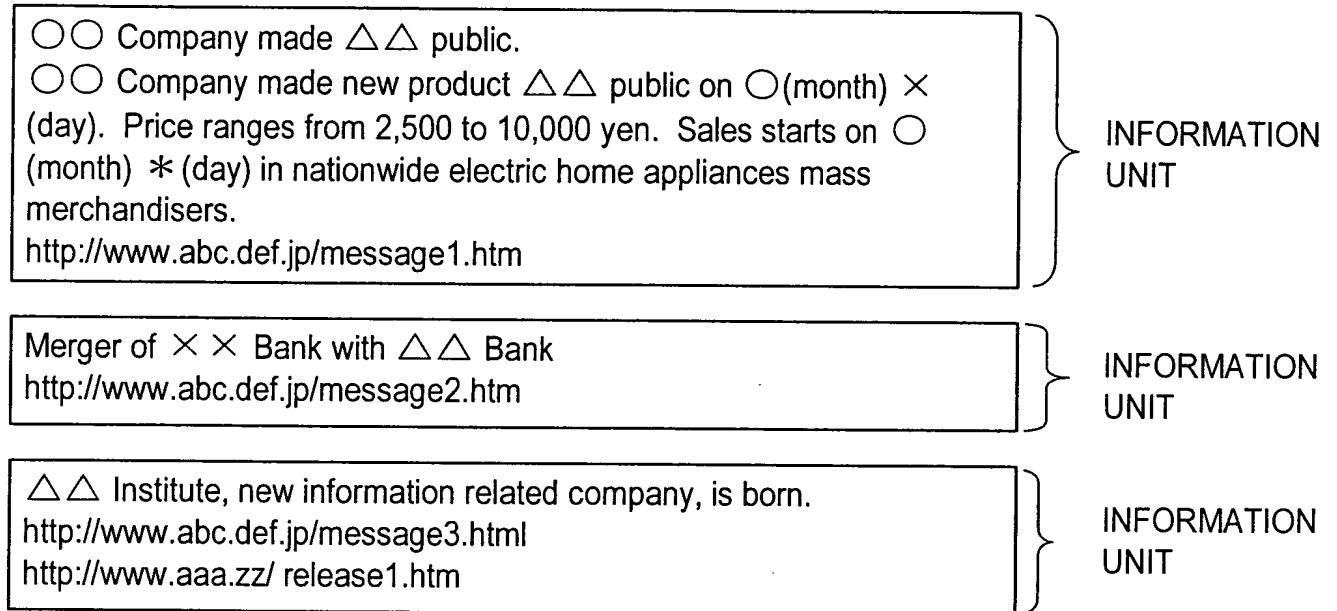 ○○ Company made △△ public.
○○ Company made new product △△ public on ○(month) ×
(day). Price ranges from 2,500 to 10,000 yen. Sales starts on ○
(month) * (day) in nationwide electric home appliances mass
merchandisers.
http://www.abc.def.jp/message1.htm
INFORMATION
UNIT
Merger of ×× Bank with △△ Bank
http://www.abc.def.jp/message2.htm
INFORMATION
UNIT
△△ Institute, new information related company, is born.
http://www.abc.def.jp/message3.html
http://www.aaa.zz/ release1.htm
INFORMATION
UNIT